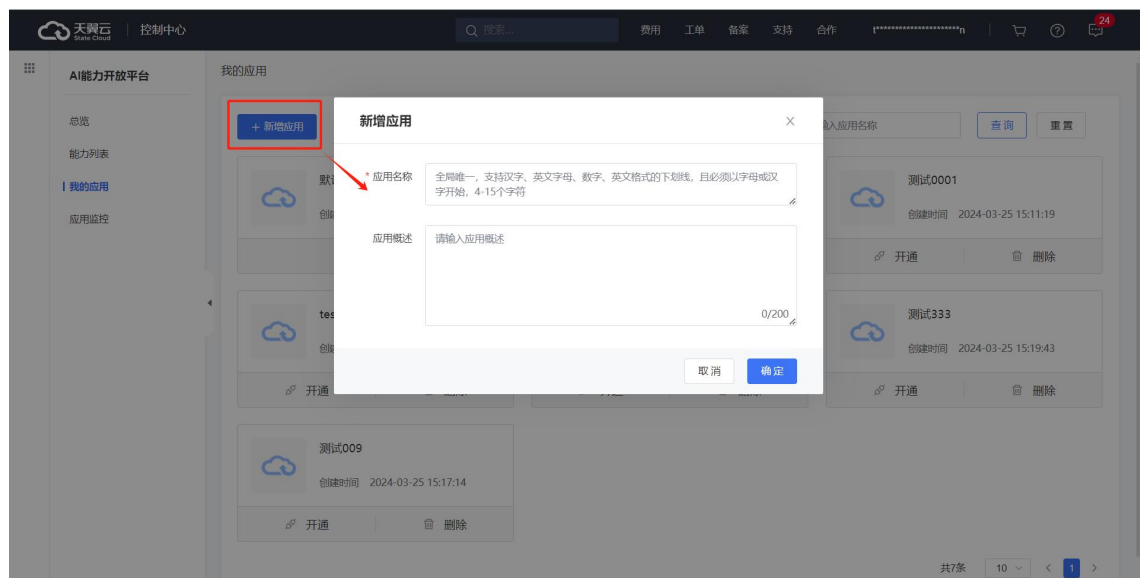 天翼云
State Cloud
控制中心
搜索...
费用
工单
备案
支持
合作
t***********************n
24
AI能力开放平台
总览
能力列表
我的应用
应用监控
我的应用
+ 新增应用
输入应用名称
查询
重置
新增应用
* 应用名称
全局唯一，支持汉字、英文字母、数字、英文格式的下划线，且必须以字母或汉
字开始，4-15个字符
应用概述
请输入应用概述
0/200
取消
确定
测试0001
创建时间 2024-03-25 15:11:19
开通
删除
tes
测试333
创建时间 2024-03-25 15:19:43
开通
开通
删除
测试009
创建时间 2024-03-25 15:17:14
开通
删除
共7条
10
1